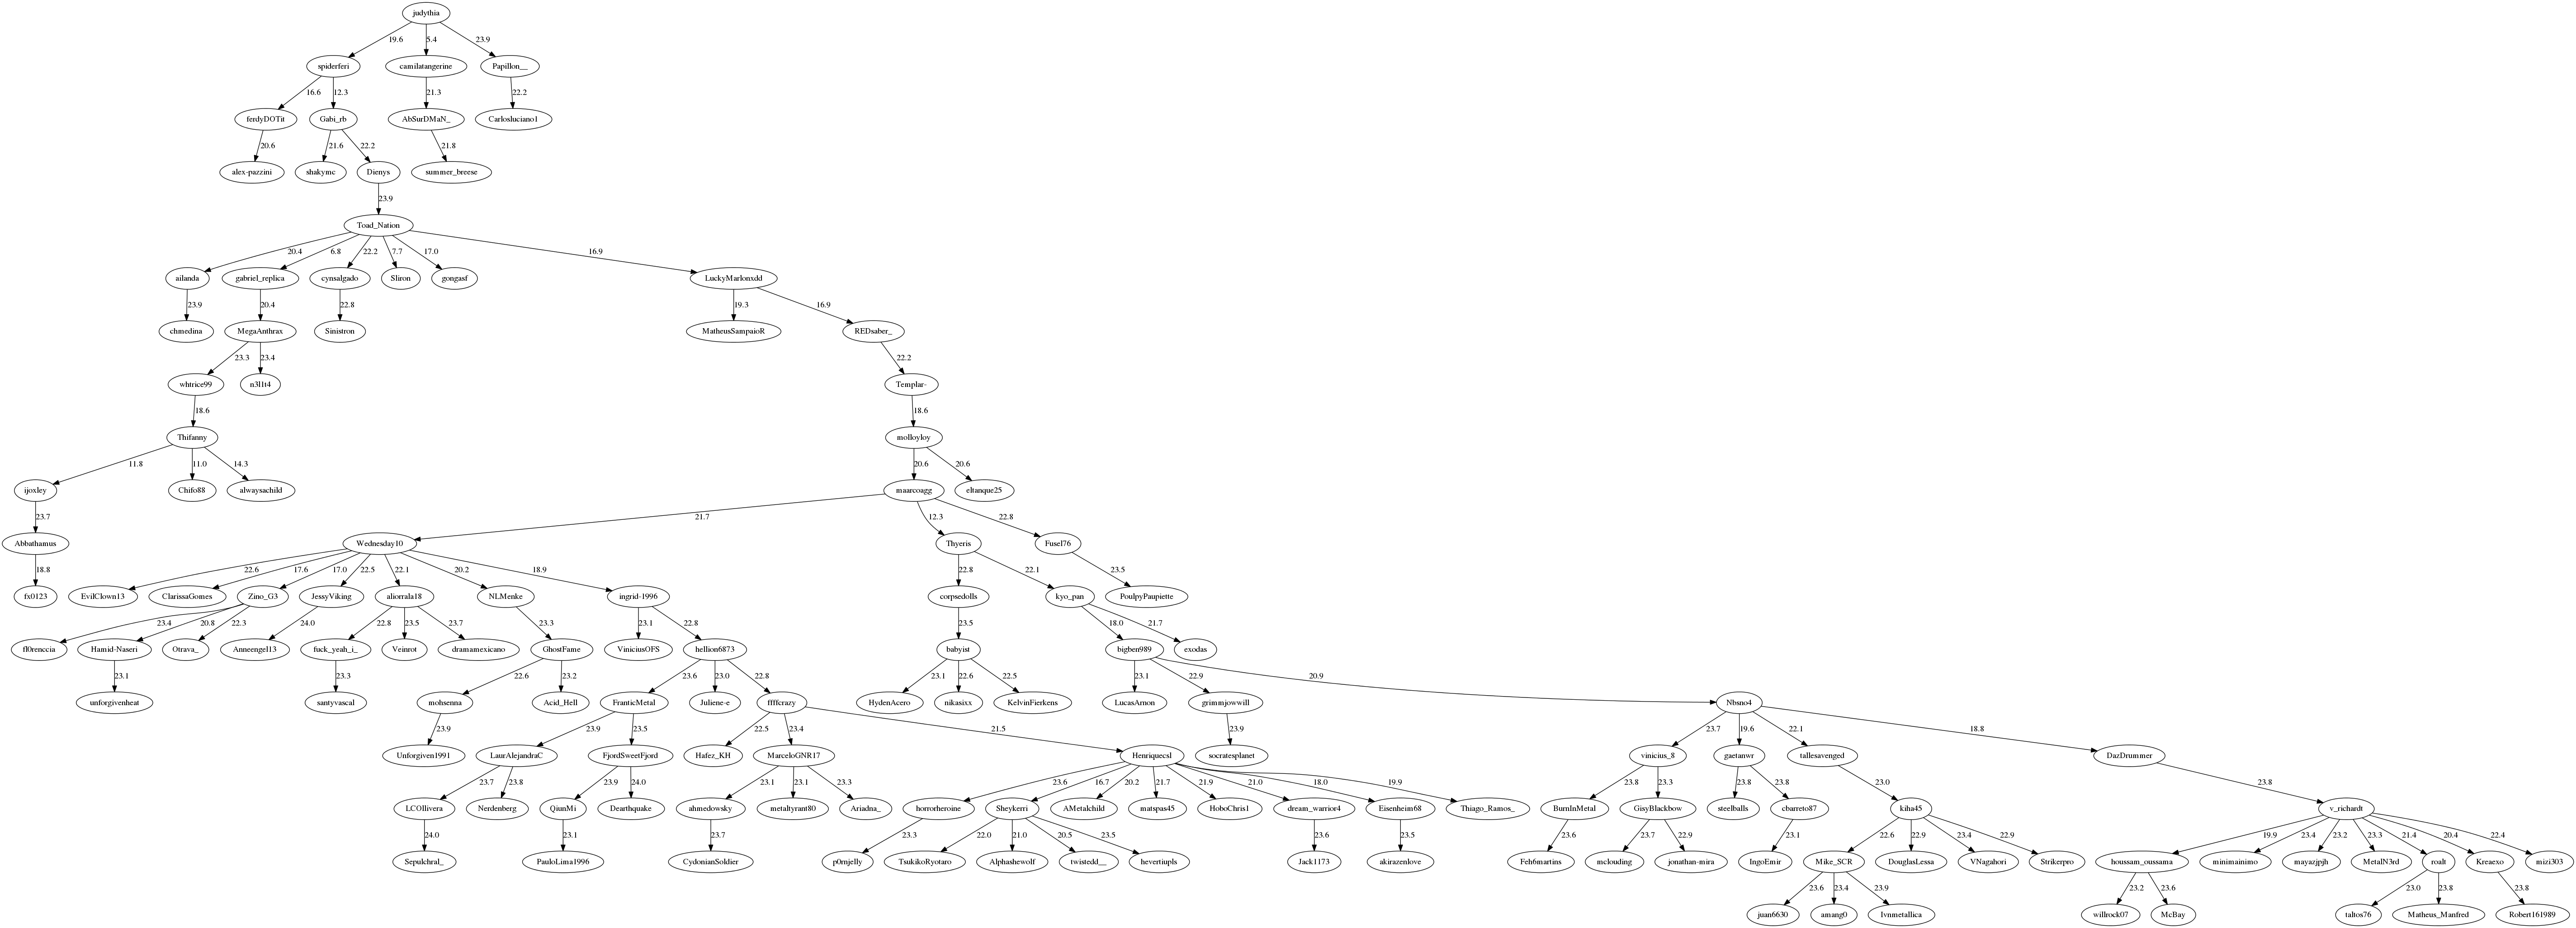 judythia
19.6 5.4 23.9
spiderferi camilatangerine Papillon__
16.6 12.3 21.3 22.2
ferdyDOTit Gabi_rb AbSurDMaN_ Carlosluciano1
20.6 21.6 22.2 21.8
alex-pazzini shakymc Dienys summer_breese
23.9
Toad_Nation
20.4 6.8 22.2 7.7 17.0 16.9
ailanda gabriel_replica cynsalgado Sliron gongasf LuckyMarlonxdd
23.9 20.4 22.8 19.3 16.9
chmedina MegaAnthrax Sinistron MatheusSampaioR REDsaber_
23.3 23.4 22.2
whtrice99 n3l1t4 Templar-
18.6 18.6
Thifanny molloyloy
11.8 11.0 14.3 20.6 20.6
ijoxley Chifo88 alwaysachild maarcoagg eltanque25
23.7 21.7 12.3 22.8
Abbathamus Wednesday10 Thyeris Fusel76
18.8 22.6 17.6 17.0 22.5 22.1 20.2 18.9 22.8 22.1 23.5
fx0123 EvilClown13 ClarissaGomes Zino_G3 JessyViking aliorrala18 NLMenke ingrid-1996 corpsedolls kyo_pan PoulpyPaupiette
23.4 20.8 22.3 24.0 22.8 23.5 23.7 23.3 23.1 22.8 23.5 18.0 21.7
fl0renccia Hamid-Naseri Otrava_ Anneengel13 fuck_yeah_i_ Veinrot dramamexicano GhostFame ViniciusOFS hellion6873 babyist bigben989 exodas
23.1 23.3 22.6 23.2 23.6 23.0 22.8 23.1 22.6 22.5 23.1 22.9 20.9
unforgivenheat santyvascal mohsenna Acid_Hell FranticMetal Juliene-e ffffcrazy HydenAcero nikasixx KelvinFierkens LucasArnon grimmjowwill Nbsno4
23.9 23.9 23.5 22.5 23.4 21.5 23.9 23.7 19.6 22.1 18.8
Unforgiven1991 LaurAlejandraC FjordSweetFjord Hafez_KH MarceloGNR17 Henriquecsl socratesplanet vinicius_8 gaetanwr tallesavenged DazDrummer
23.7 23.8 23.9 24.0 23.1 23.1 23.3 23.6 16.7 20.2 21.7 21.9 21.0 18.0 19.9 23.8 23.3 23.8 23.8 23.0 23.8
LCOllivera Nerdenberg QiunMi Dearthquake ahmedowsky metaltyrant80 Ariadna_ horrorheroine Sheykerri AMetalchild matspas45 HoboChris1 dream_warrior4 Eisenheim68 Thiago_Ramos_ BurnInMetal GisyBlackbow steelballs cbarreto87 kiha45 v_richardt
24.0 23.1 23.7 23.3 22.0 21.0 20.5 23.5 23.6 23.5 23.6 23.7 22.9 23.1 22.6 22.9 23.4 22.9 19.9 23.4 23.2 23.3 21.4 20.4 22.4
Sepulchral_ PauloLima1996 CydonianSoldier p0rnjelly TsukikoRyotaro Alphashewolf twistedd__ hevertiupls Jack1173 akirazenlove Feh6martins mclouding jonathan-mira IngoEmir Mike_SCR DouglasLessa VNagahori Strikerpro houssam_oussama minimainimo mayazjpjh MetalN3rd roalt Kreaexo mizi303
23.6 23.4 23.9 23.2 23.6 23.0 23.8 23.8
juan6630 amang0 Ivnmetallica willrock07 McBay taltos76 Matheus_Manfred Robert161989